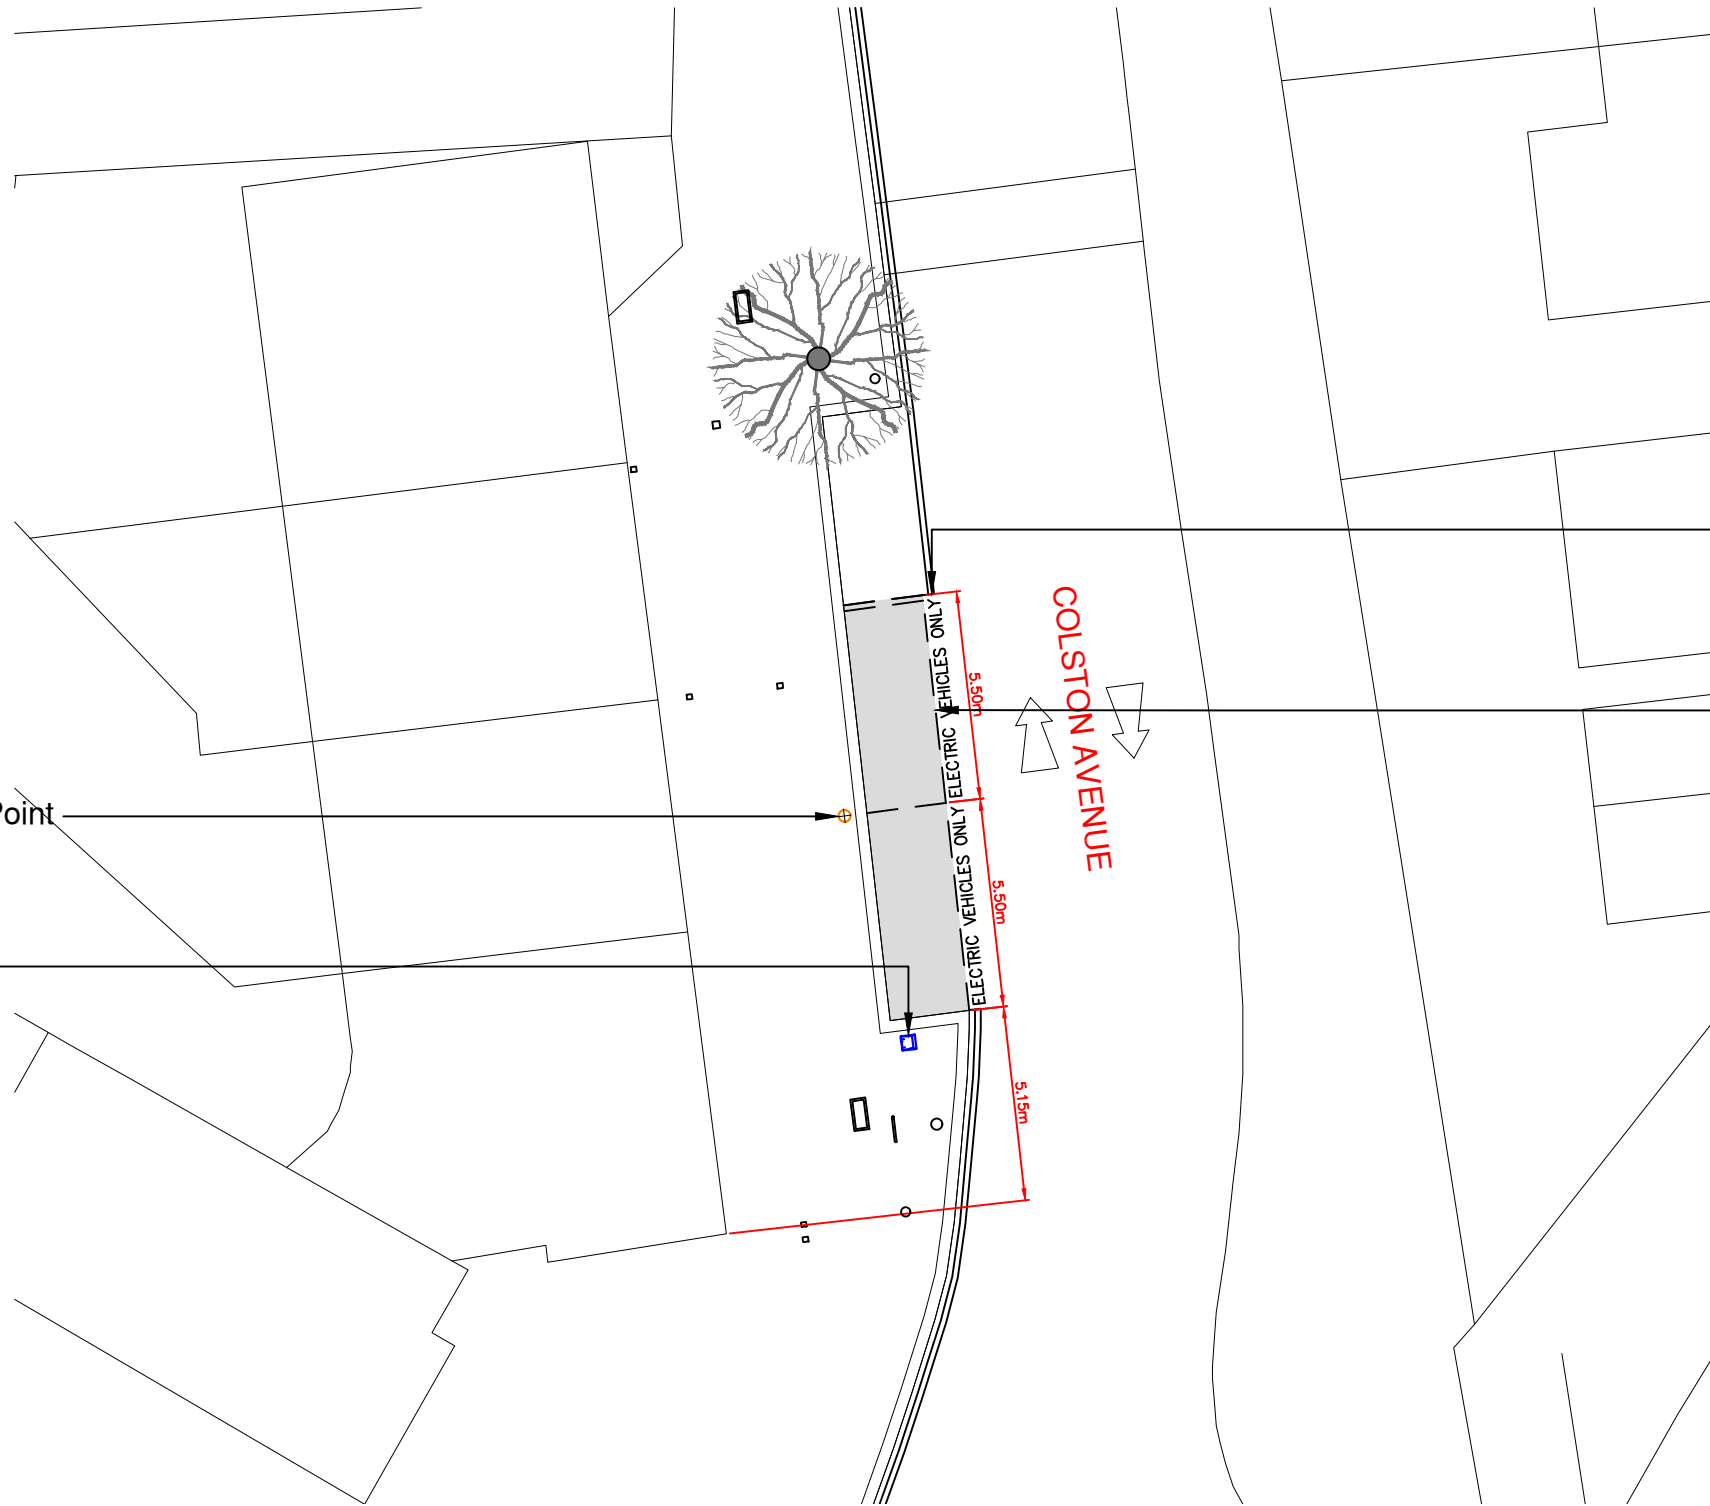 ELECTRIC VEHICLES ONLY
5.50m
COLSTON AVENUE
Point
ELECTRIC VEHICLES ONLY
5.50m
5.15m